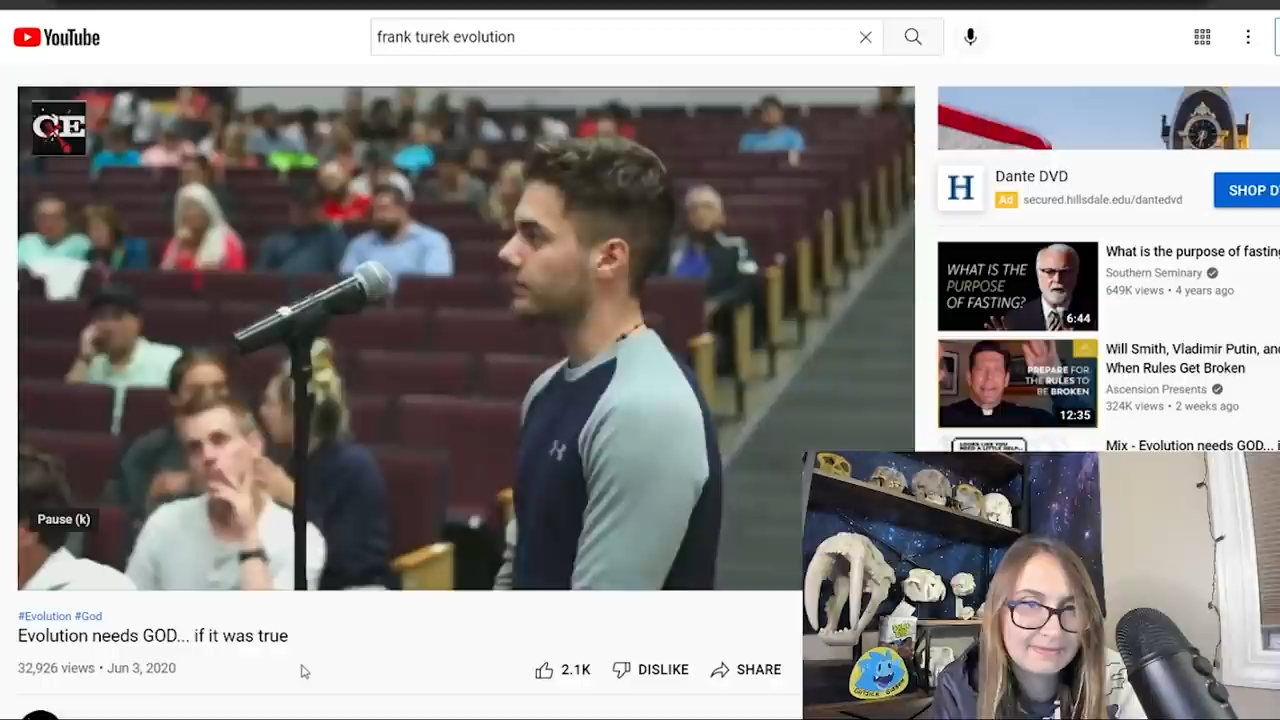 YouTube
frank turek evolution
CE
Pause (k)
#Evolution #God
Evolution needs GOD... if it was true
32,926 views • Jun 3, 2020
2.1K
DISLIKE
SHARE
H
Dante DVD
Ad secured.hillsdale.edu/dantedvd
SHOP D
WHAT IS THE
PURPOSE
OF FASTING?
6:44
What is the purpose of fasting
Southern Seminary
649K views • 4 years ago
PREPARE FOR
THE RULES TO
BE BROKEN
12:35
Will Smith, Vladimir Putin, and
When Rules Get Broken
Ascension Presents
324K views • 2 weeks ago
Mix - Evolution needs GOD... i
GUTSICK GIBBON